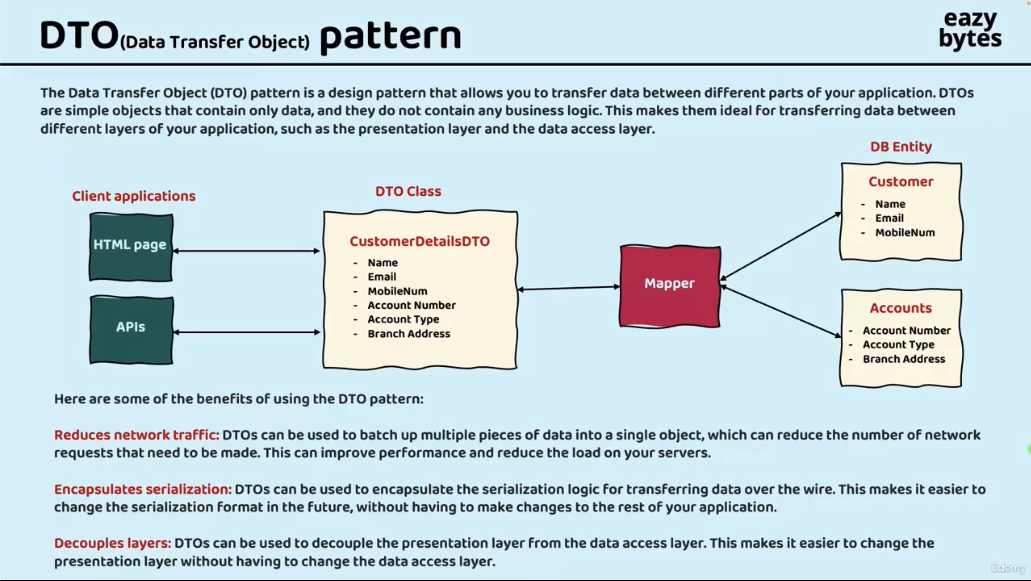 DTO(Data Transfer Object) pattern
eazy
bytes
The Data Transfer Object (DTO) pattern is a design pattern that allows you to transfer data between different parts of your application. DTOs
are simple objects that contain only data, and they do not contain any business logic. This makes them ideal for transferring data between
different layers of your application, such as the presentation layer and the data access layer.
Client applications
HTML page
APIs
DTO Class
CustomerDetailsDTO
- Name
- Email
- MobileNum
- Account Number
- Account Type
- Branch Address
Mapper
DB Entity
Customer
- Name
- Email
- MobileNum
Accounts
- Account Number
- Account Type
- Branch Address
Here are some of the benefits of using the DTO pattern:
Reduces network traffic: DTOs can be used to batch up multiple pieces of data into a single object, which can reduce the number of network
requests that need to be made. This can improve performance and reduce the load on your servers.
Encapsulates serialization: DTOs can be used to encapsulate the serialization logic for transferring data over the wire. This makes it easier to
change the serialization format in the future, without having to make changes to the rest of your application.
Decouples layers: DTOs can be used to decouple the presentation layer from the data access layer. This makes it easier to change the
presentation layer without having to change the data access layer.
ûdemy